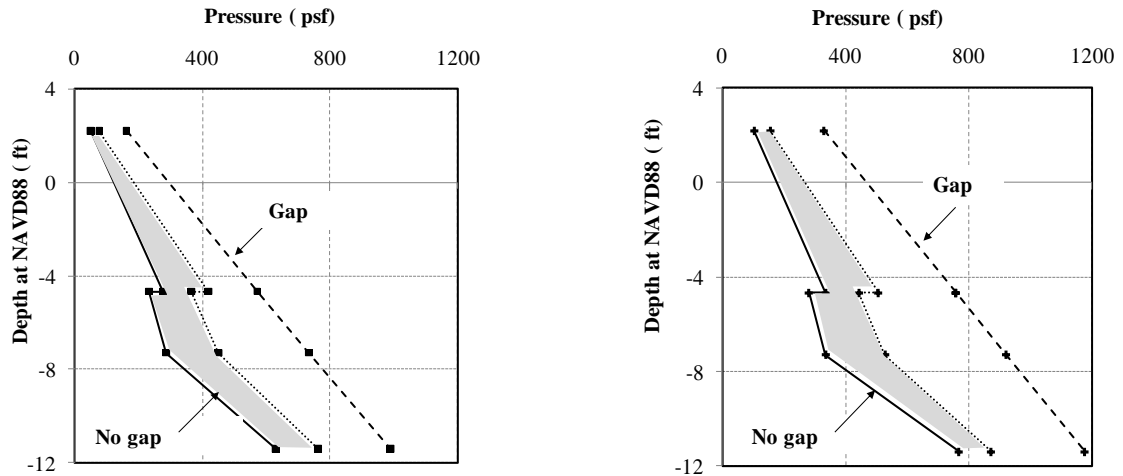 Pressure ( psf)
0 400 800 1200
4
0
-4
-8
-12
Depth at NAVD88 ( ft)
Gap
No gap
Pressure ( psf)
0 400 800 1200
4
0
-4
-8
-12
Depth at NAVD88 ( ft)
Gap
No gap